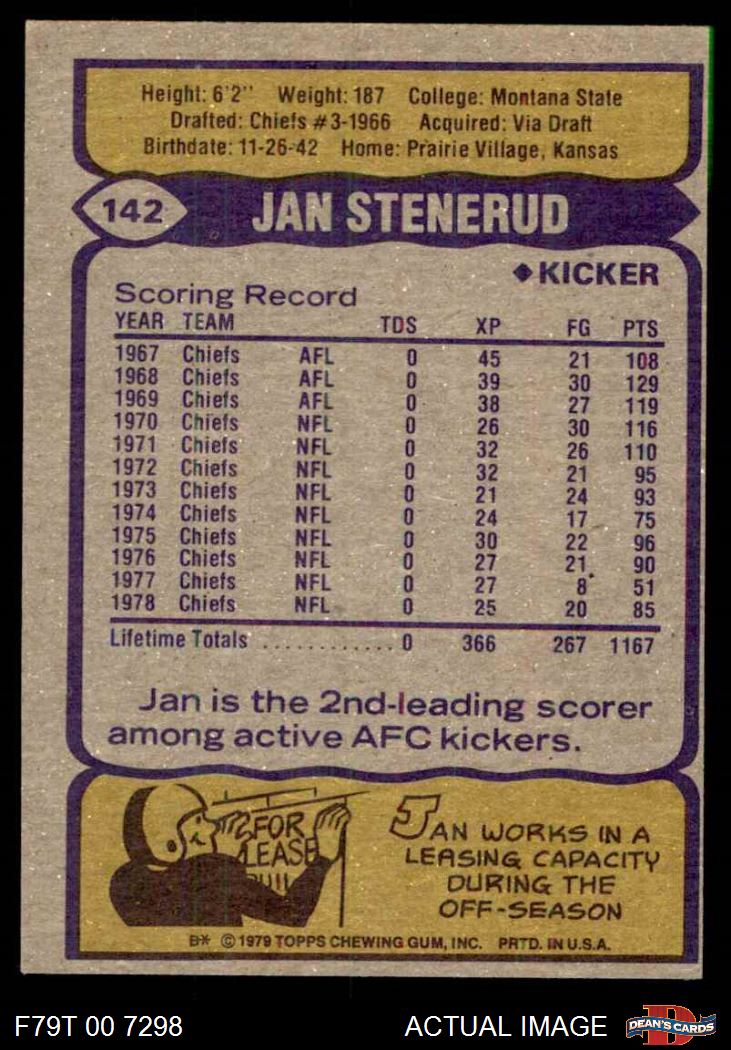 Height: 6'2" Weight: 187 College: Montana State
Drafted: Chiefs #3-1966 Acquired: Via Draft
Birthdate: 11-26-42 Home: Prairie Village, Kansas
142 JAN STENERUD
◆KICKER
Scoring Record
YEAR TEAM TDS XP FG PTS
1967 Chiefs AFL 0 45 21 108
1968 Chiefs AFL 0 39 30 129
1969 Chiefs AFL 0 38 27 119
1970 Chiefs NFL 0 26 30 116
1971 Chiefs NFL 0 32 26 110
1972 Chiefs NFL 0 32 21 95
1973 Chiefs NFL 0 21 24 93
1974 Chiefs NFL 0 24 17 75
1975 Chiefs NFL 0 30 22 96
1976 Chiefs NFL 0 27 21 90
1977 Chiefs NFL 0 27 8 51
1978 Chiefs NFL 0 25 20 85
Lifetime Totals ............ 0 366 267 1167
Jan is the 2nd-leading scorer
among active AFC kickers.
FOR
LEASE
JAN WORKS IN A
LEASING CAPACITY
DURING THE
OFF-SEASON
B* © 1979 TOPPS CHEWING GUM, INC. PRTD. IN U.S.A.
F79T 00 7298 ACTUAL IMAGE D DEAN'S CARDS